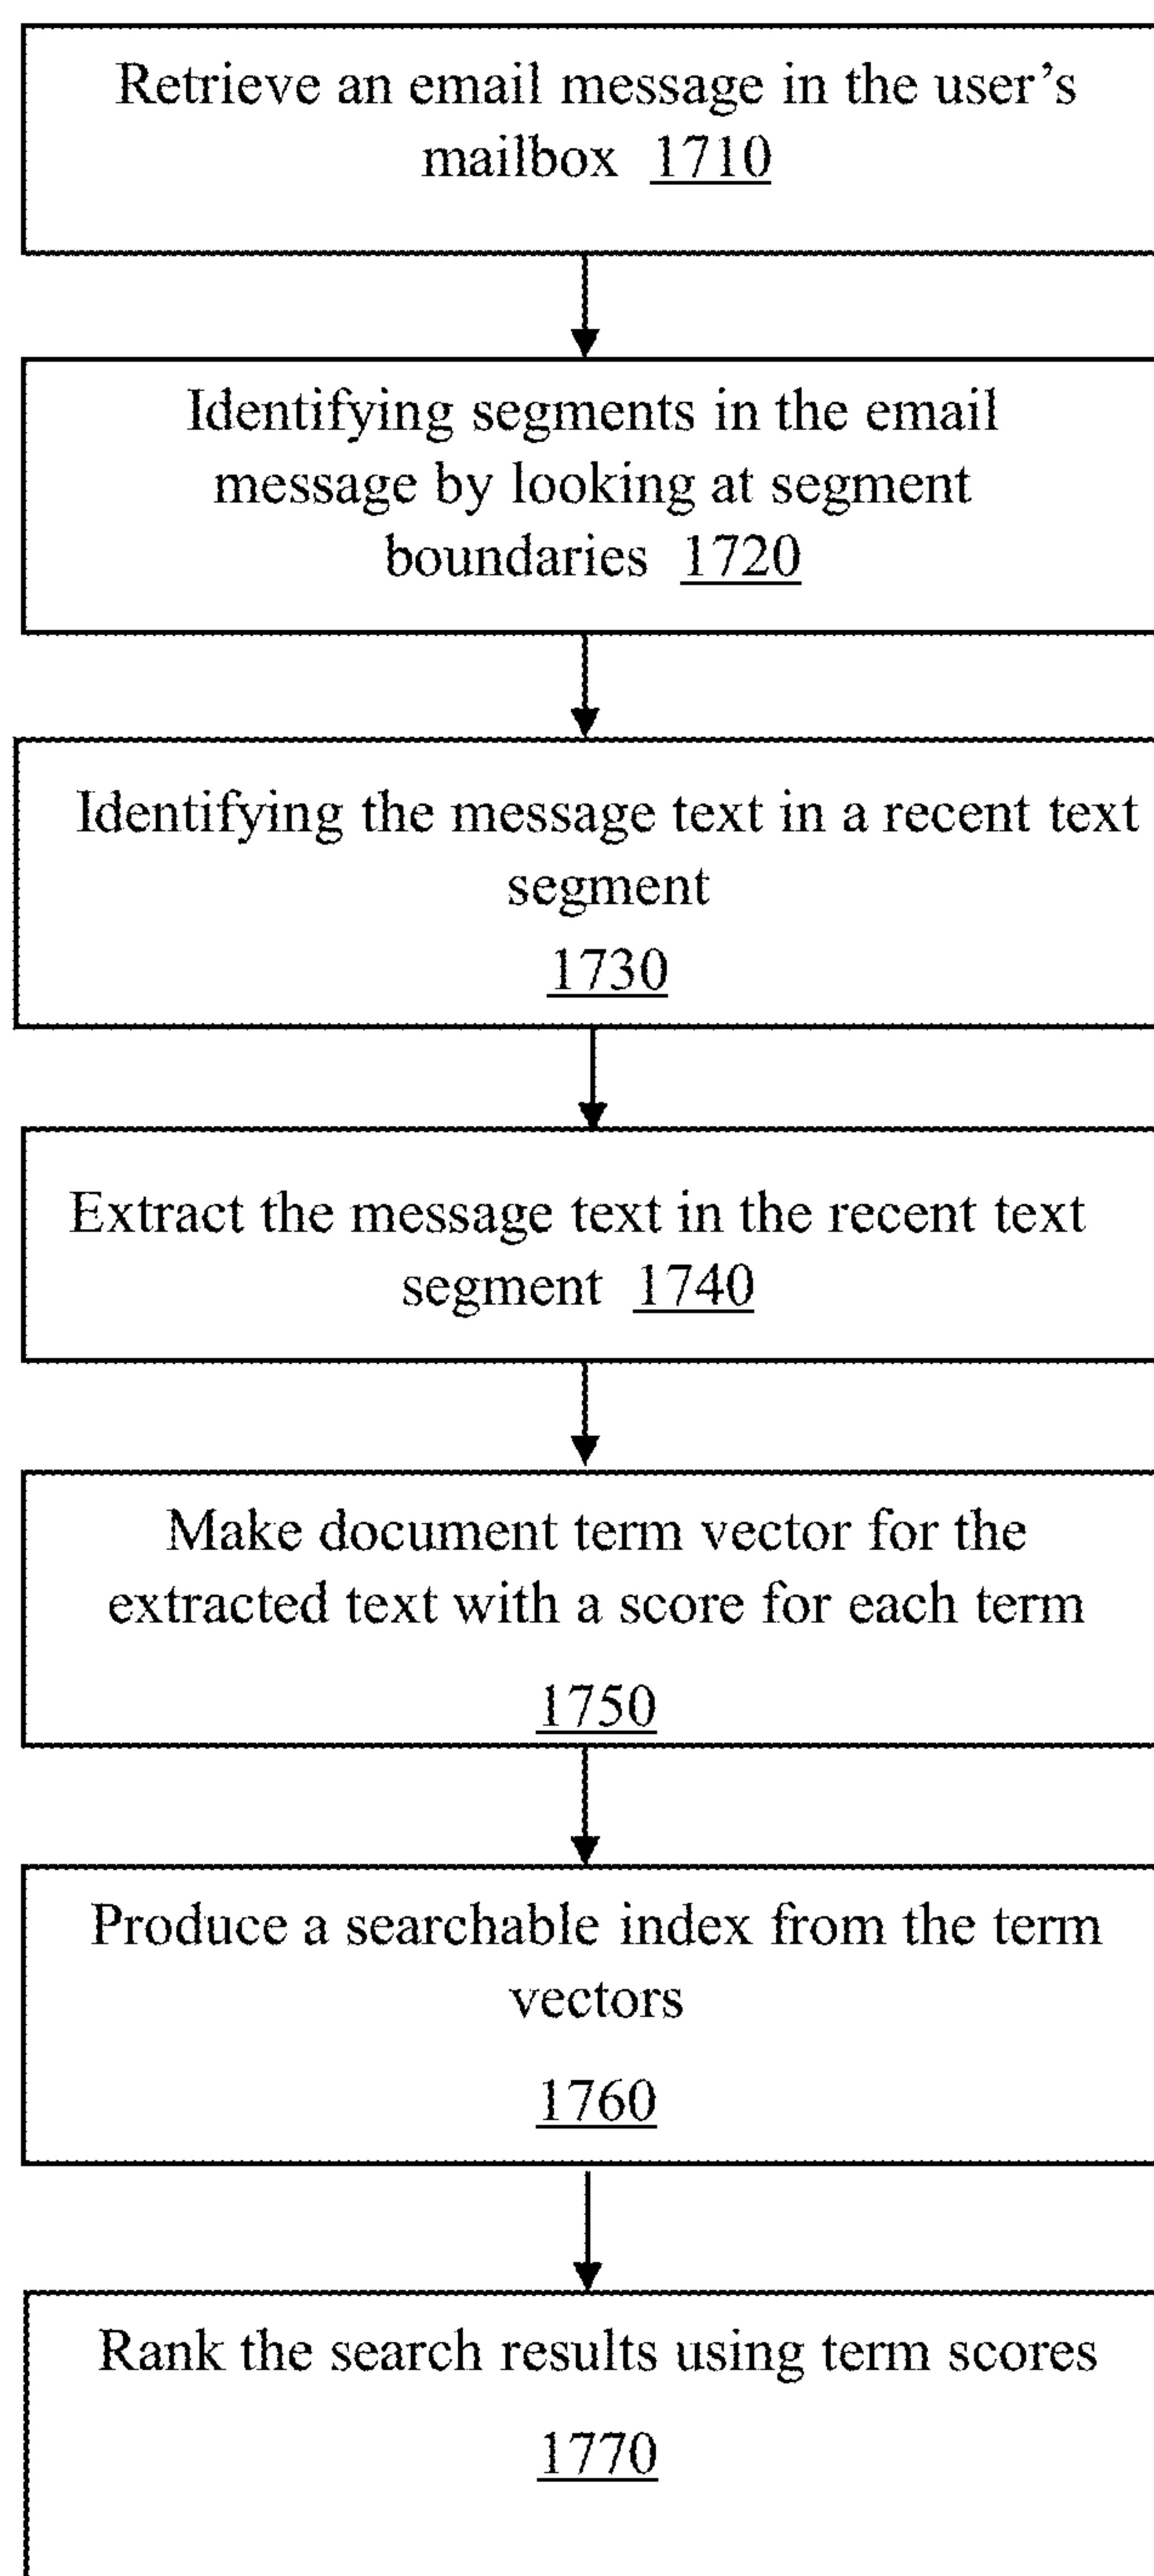 Retrieve an email message in the user’s
mailbox 1710
Identifying segments in the email
message by looking at segment
boundaries 1720
Identifying the message text in a recent text
segment
1730
Extract the message text in the recent text
segment 1740
Make document term vector for the
extracted text with a score for each term
1750
Produce a searchable index from the term
vectors
1760
Rank the search results using term scores
1770